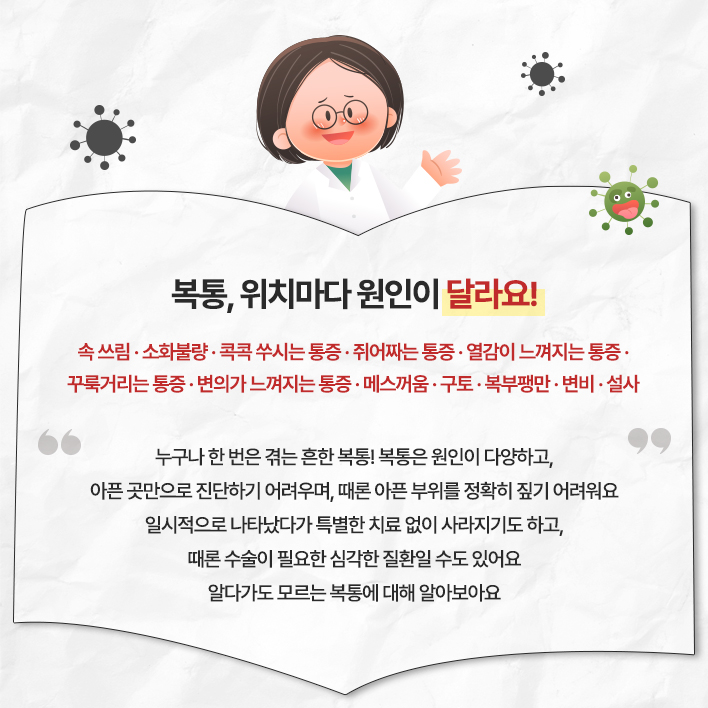 복통, 위치마다 원인이 달라요!
속 쓰림 · 소화불량 · 콕콕 쑤시는 통증 · 쥐어짜는 통증 · 열감이 느껴지는 통증 ·
꾸룩거리는 통증 · 변의가 느껴지는 통증 · 메스꺼움 · 구토 · 복부팽만 · 변비 · 설사
누구나 한 번은 겪는 흔한 복통! 복통은 원인이 다양하고,
아픈 곳만으로 진단하기 어려우며, 때론 아픈 부위를 정확히 짚기 어려워요
일시적으로 나타났다가 특별한 치료 없이 사라지기도 하고,
때론 수술이 필요한 심각한 질환일 수도 있어요
알다가도 모르는 복통에 대해 알아보아요